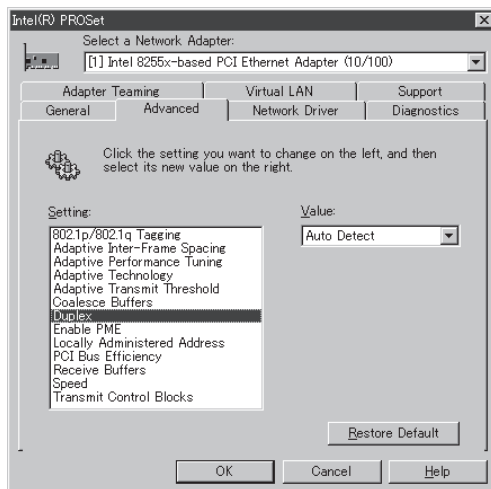 Intel(R) PROSet
Select a Network Adapter:
[1] Intel 8255x-based PCI Ethernet Adapter (10/100)
Adapter Teaming
Virtual LAN
Support
General
Advanced
Network Driver
Diagnostics
Click the setting you want to change on the left, and then
select its new value on the right.
Setting:
802.1p/802.1q Tagging
Adaptive Inter-Frame Spacing
Adaptive Performance Tuning
Adaptive Technology
Adaptive Transmit Threshold
Coalesce Buffers
Duplex
Enable PME
Locally Administered Address
PCI Bus Efficiency
Receive Buffers
Speed
Transmit Control Blocks
Value:
Auto Detect
Restore Default
OK
Cancel
Help